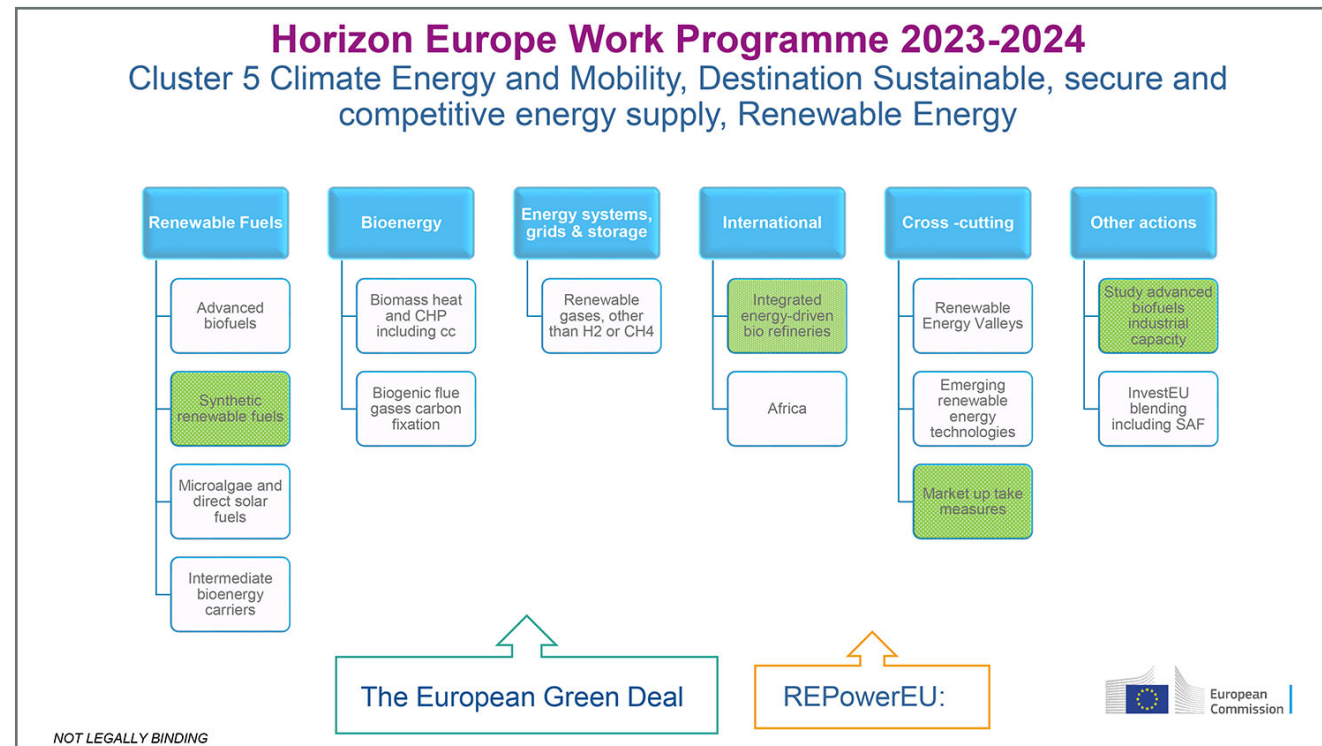 Horizon Europe Work Programme 2023-2024
Cluster 5 Climate Energy and Mobility, Destination Sustainable, secure and
competitive energy supply, Renewable Energy
Renewable Fuels
Advanced
biofuels
Synthetic
renewable fuels
Microalgae and
direct solar
fuels
Intermediate
bioenergy
carriers
Bioenergy
Biomass heat
and CHP
including cc
Biogenic flue
gases carbon
fixation
Energy systems,
grids & storage
Renewable
gases, other
than H2 or CH4
International
Integrated
energy-driven
bio refineries
Africa
Cross -cutting
Renewable
Energy Valleys
Emerging
renewable
energy
technologies
Market up take
measures
Other actions
Study advanced
biofuels
industrial
capacity
InvestEU
blending
including SAF
The European Green Deal
REPowerEU:
European
Commission
NOT LEGALLY BINDING